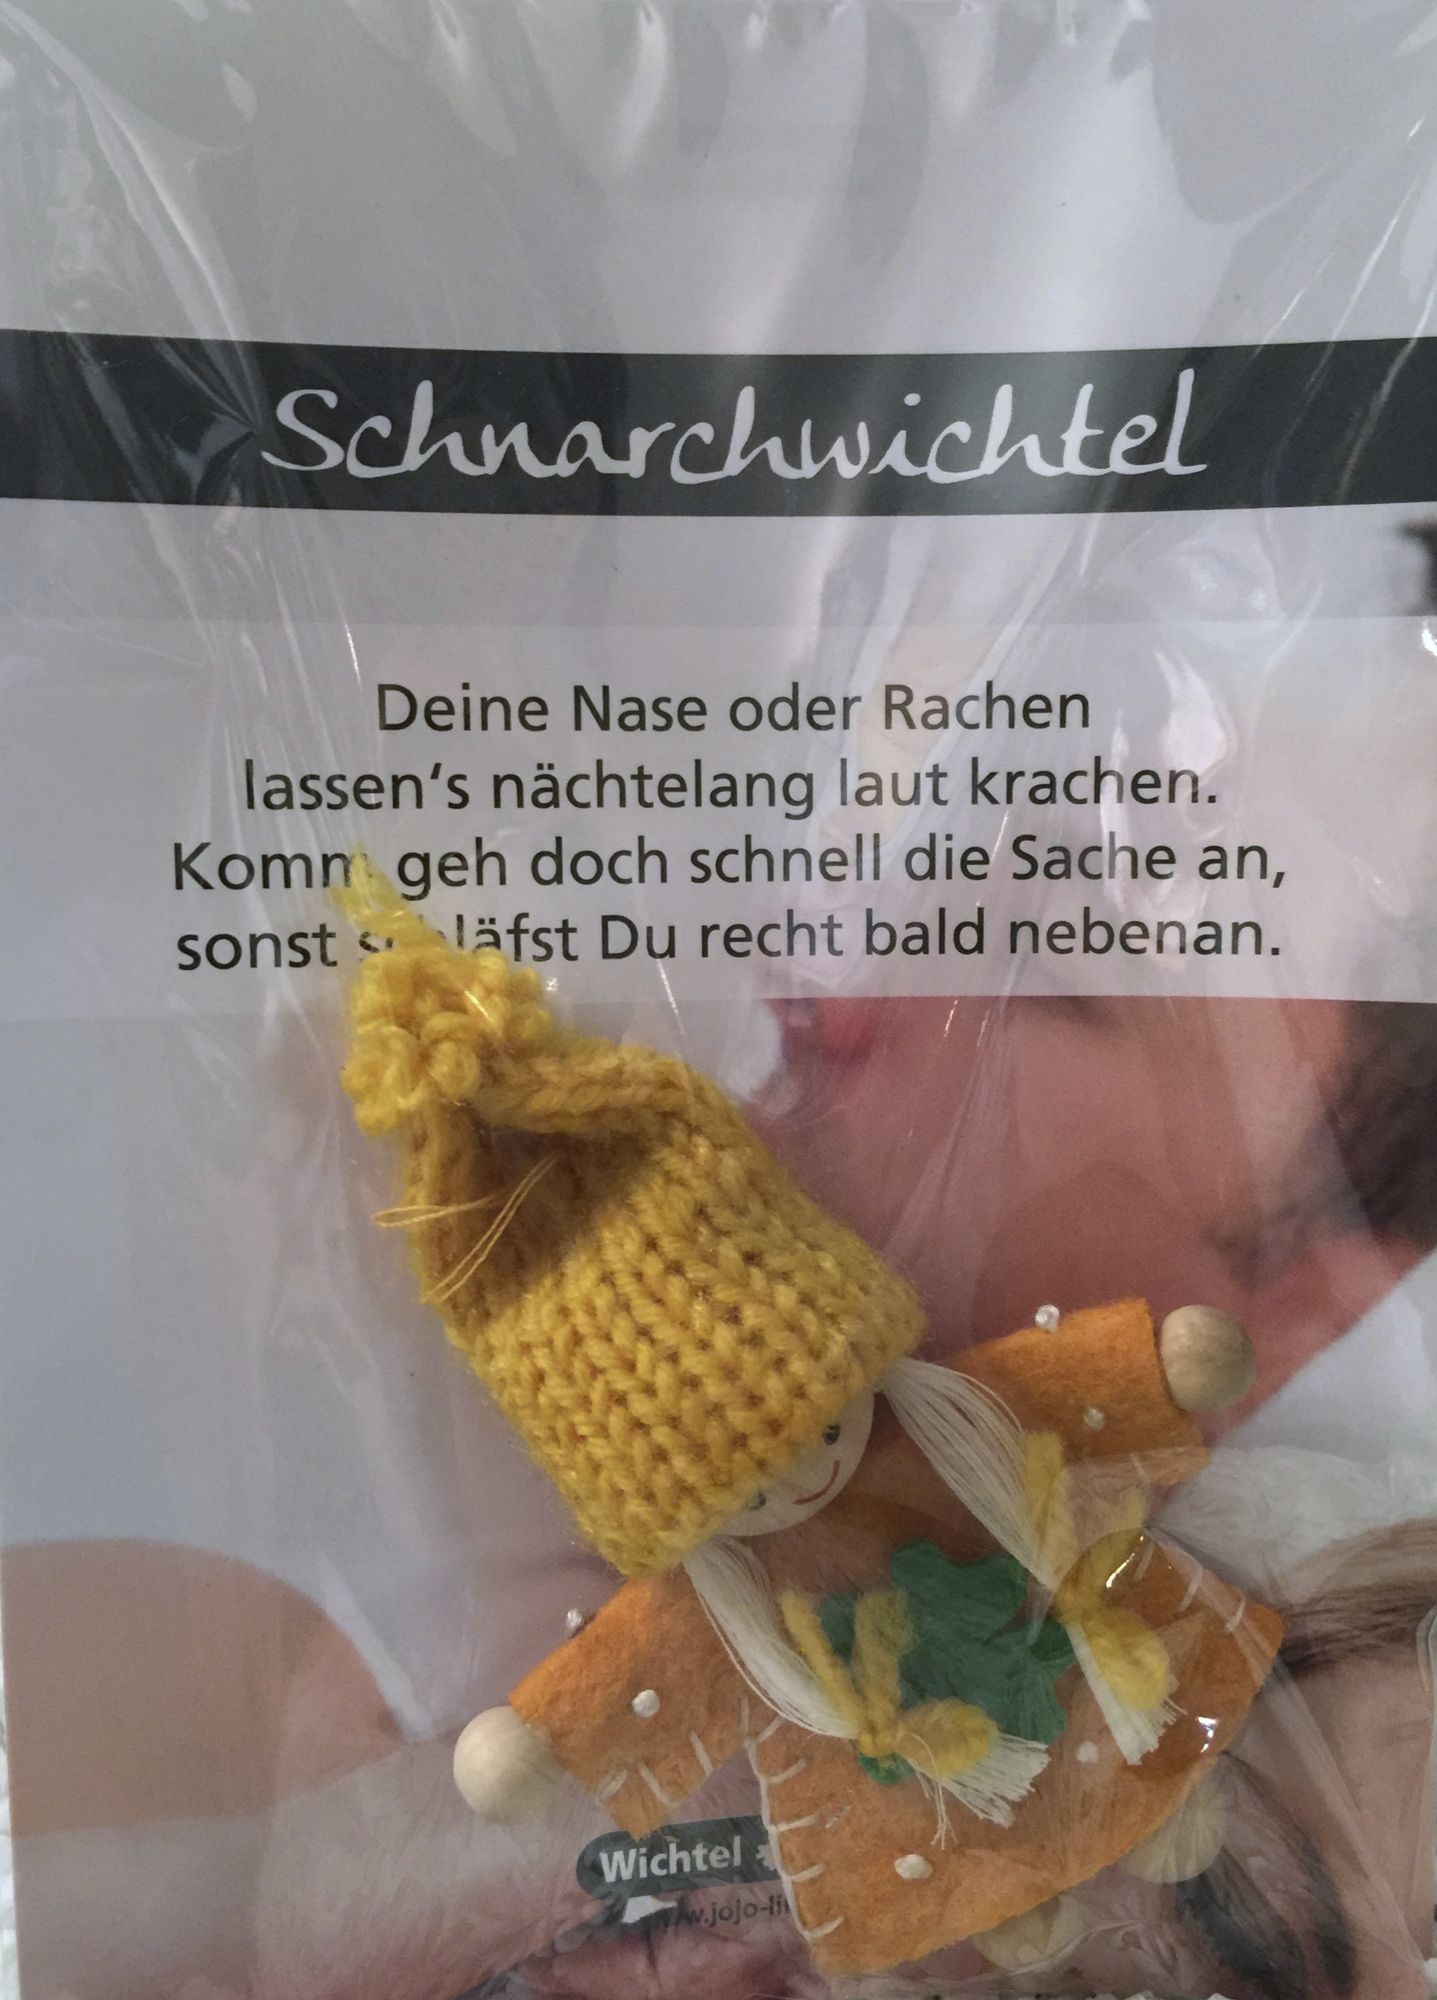 Schnarchwichtel
Deine Nase oder Rachen
lassen‘s nächtelang laut krachen.
Komm geh doch schnell die Sache an,
sonst schläfst Du recht bald nebenan.
Wichtel